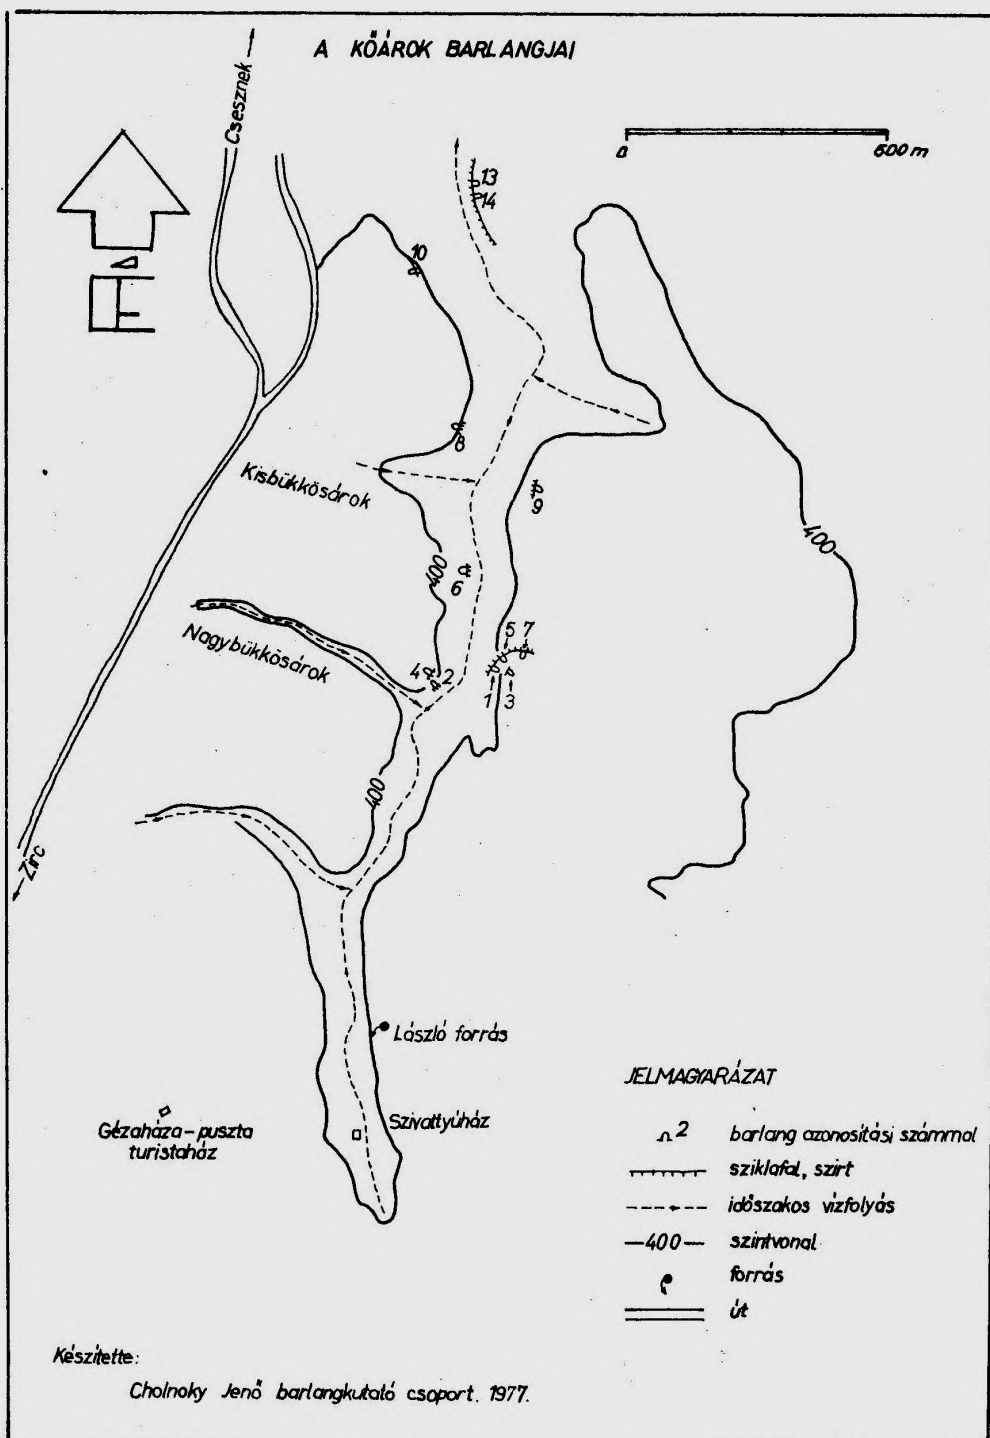 A KŐÁROK BARLANGJAI
Csesznek
0 500 m
É
13
14
10
8
Kisbükkösárok
9
400
400
6
5 7
Nagybükkösárok
4 2
1 3
400
Zirc
László forrás
Szivattyúház
Gézaháza-puszta
turistaház
JELMAGYARÁZAT
2 barlang azonosítási számmal
sziklafal, szirt
időszakos vízfolyás
400 szintvonal
forrás
út
Készítette:
Cholnoky Jenő barlangkutató csoport. 1977.